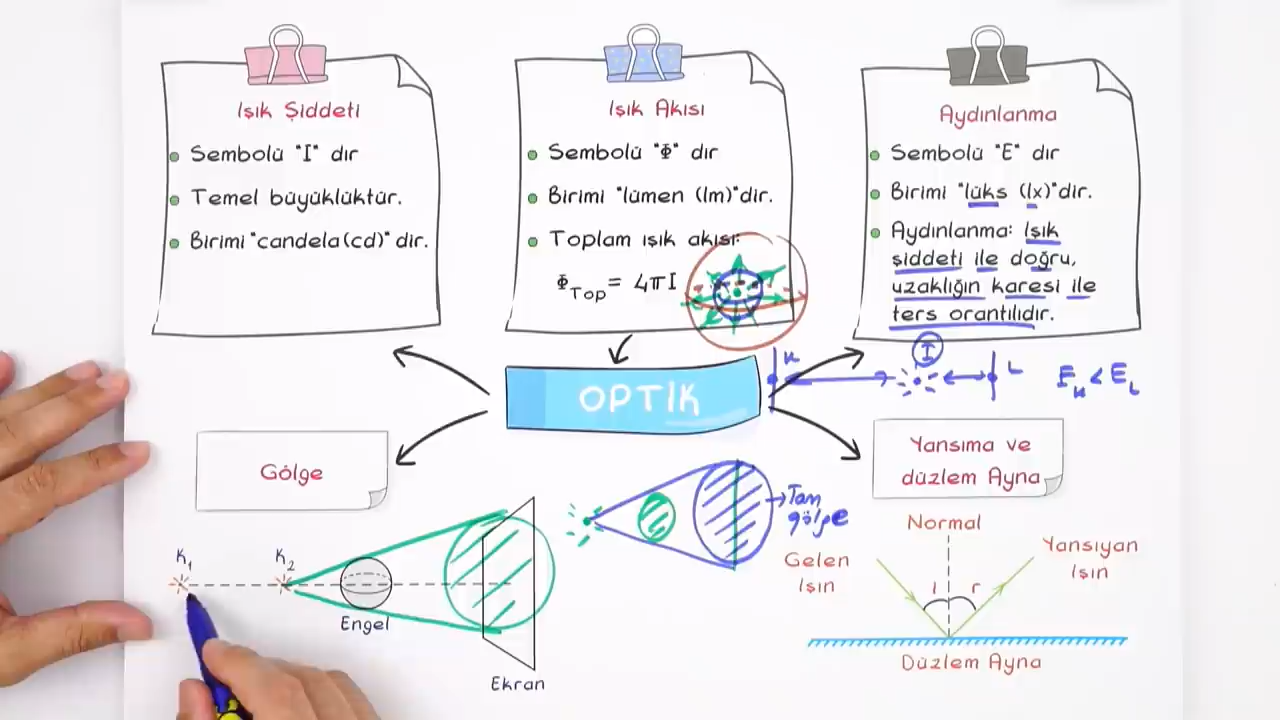 Işık Şiddeti
Sembolü "I" dır
Temel büyüklüktür.
Birimi "candela (cd)" dir.
Işık Akısı
Sembolü "Φ" dır
Birimi "lümen (lm)"dir.
Toplam ışık akısı:
Φ Top = 4πI
Aydınlanma
Sembolü "E" dır
Birimi "lüks (lx)"dir.
Aydınlanma: Işık
şiddeti ile doğru,
uzaklığın karesi ile
ters orantılıdır.
OPTİK
K
I
L
E K < E L
Gölge
K₁
K₂
Engel
Ekran
Tam
gölge
Yansıma ve
düzlem Ayna
Normal
Gelen
Işın
Yansıyan
Işın
i
r
Düzlem Ayna